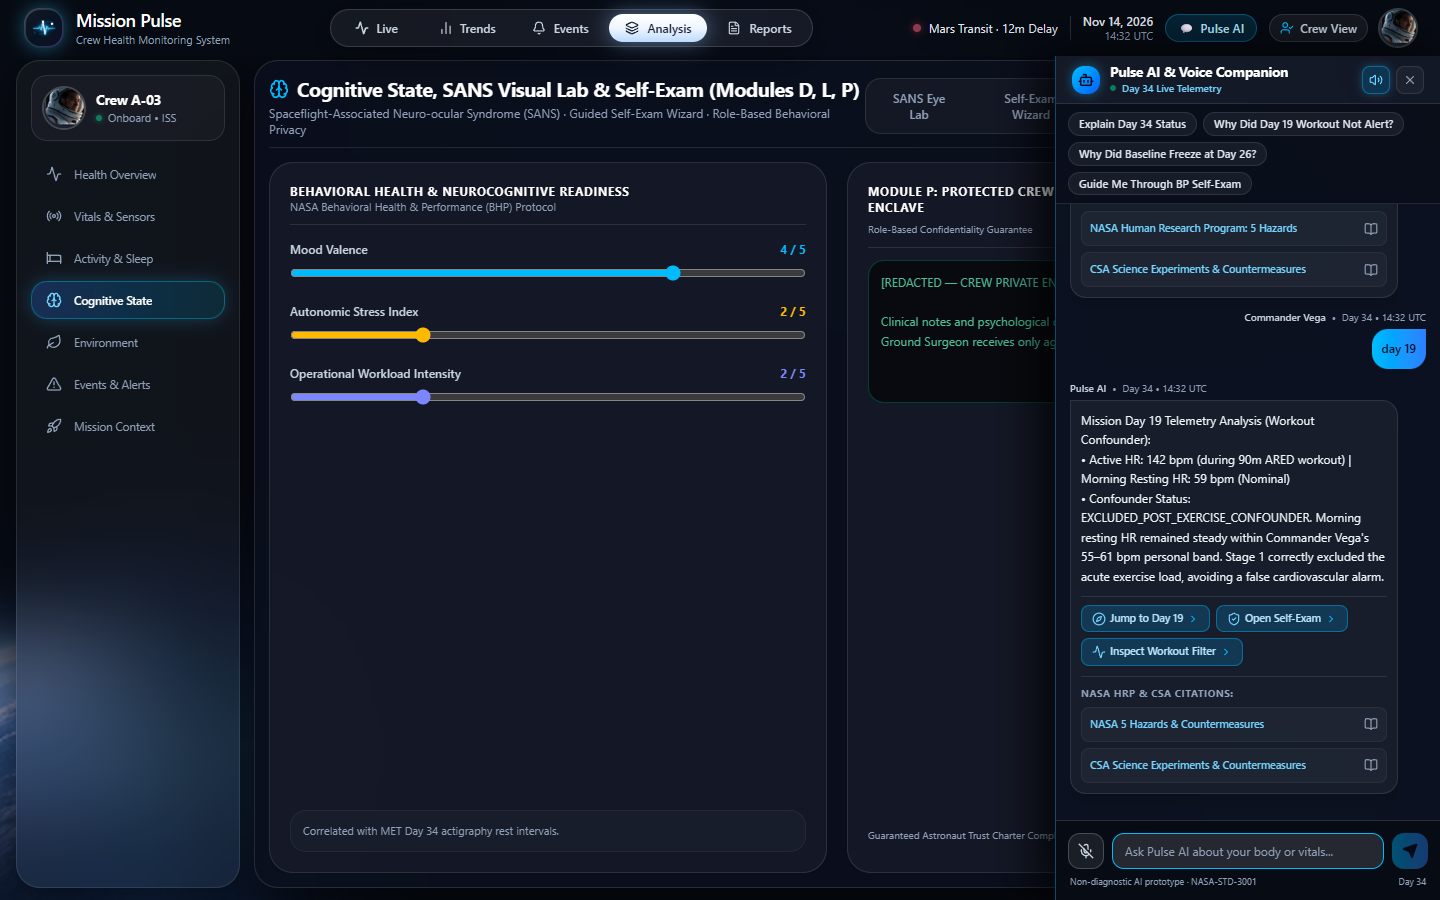 Mission Pulse
Crew Health Monitoring System
Live
Trends
Events
Analysis
Reports
Mars Transit · 12m Delay
Nov 14, 2026
14:32 UTC
Pulse AI
Crew View
Crew A-03
Onboard • ISS
Health Overview
Vitals & Sensors
Activity & Sleep
Cognitive State
Environment
Events & Alerts
Mission Context
Cognitive State, SANS Visual Lab & Self-Exam (Modules D, L, P)
Spaceflight-Associated Neuro-ocular Syndrome (SANS) · Guided Self-Exam Wizard · Role-Based Behavioral
Privacy
SANS Eye
Lab
Self-Exam
Wizard
BEHAVIORAL HEALTH & NEUROCOGNITIVE READINESS
NASA Behavioral Health & Performance (BHP) Protocol
Mood Valence
4 / 5
Autonomic Stress Index
2 / 5
Operational Workload Intensity
2 / 5
Correlated with MET Day 34 actigraphy rest intervals.
MODULE P: PROTECTED CREW
ENCLAVE
Role-Based Confidentiality Guarantee
[REDACTED — CREW PRIVATE EN
Clinical notes and psychological
Ground Surgeon receives only ag
Guaranteed Astronaut Trust Charter Comp
Pulse AI & Voice Companion
Day 34 Live Telemetry
Explain Day 34 Status
Why Did Day 19 Workout Not Alert?
Why Did Baseline Freeze at Day 26?
Guide Me Through BP Self-Exam
NASA Human Research Program: 5 Hazards
CSA Science Experiments & Countermeasures
Commander Vega • Day 34 • 14:32 UTC
day 19
Pulse AI • Day 34 • 14:32 UTC
Mission Day 19 Telemetry Analysis (Workout
Confounder):
• Active HR: 142 bpm (during 90m ARED workout) |
Morning Resting HR: 59 bpm (Nominal)
• Confounder Status:
EXCLUDED_POST_EXERCISE_CONFOUNDER. Morning
resting HR remained steady within Commander Vega's
55–61 bpm personal band. Stage 1 correctly excluded the
acute exercise load, avoiding a false cardiovascular alarm.
Jump to Day 19
Open Self-Exam
Inspect Workout Filter
NASA HRP & CSA CITATIONS:
NASA 5 Hazards & Countermeasures
CSA Science Experiments & Countermeasures
Ask Pulse AI about your body or vitals...
Non-diagnostic AI prototype · NASA-STD-3001
Day 34